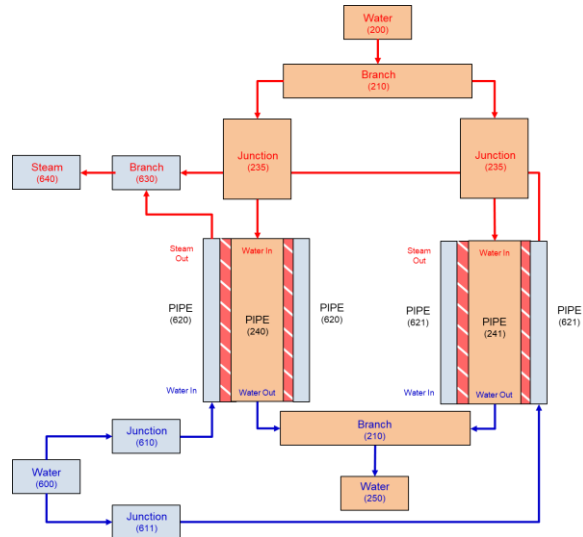 Water
(200)
Branch
(210)
Junction
(235)
Junction
(235)
Steam
(640)
Branch
(630)
Steam
Out
Water In
Steam
Out
Water In
PIPE
(620)
PIPE
(240)
PIPE
(620)
PIPE
(621)
PIPE
(241)
PIPE
(621)
Water In
Water Out
Water In
Water Out
Junction
(610)
Branch
(210)
Water
(600)
Water
(250)
Junction
(611)